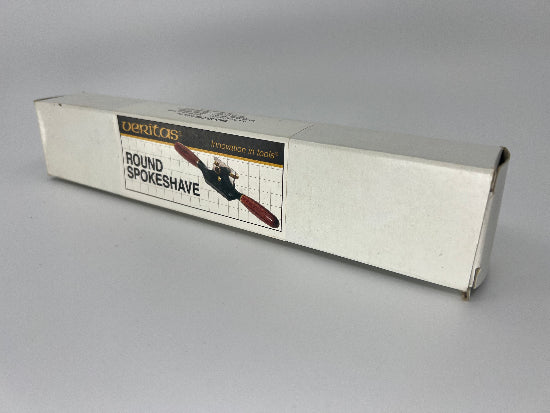 veritas®
Innovation in tools®
ROUND
SPOKESHAVE